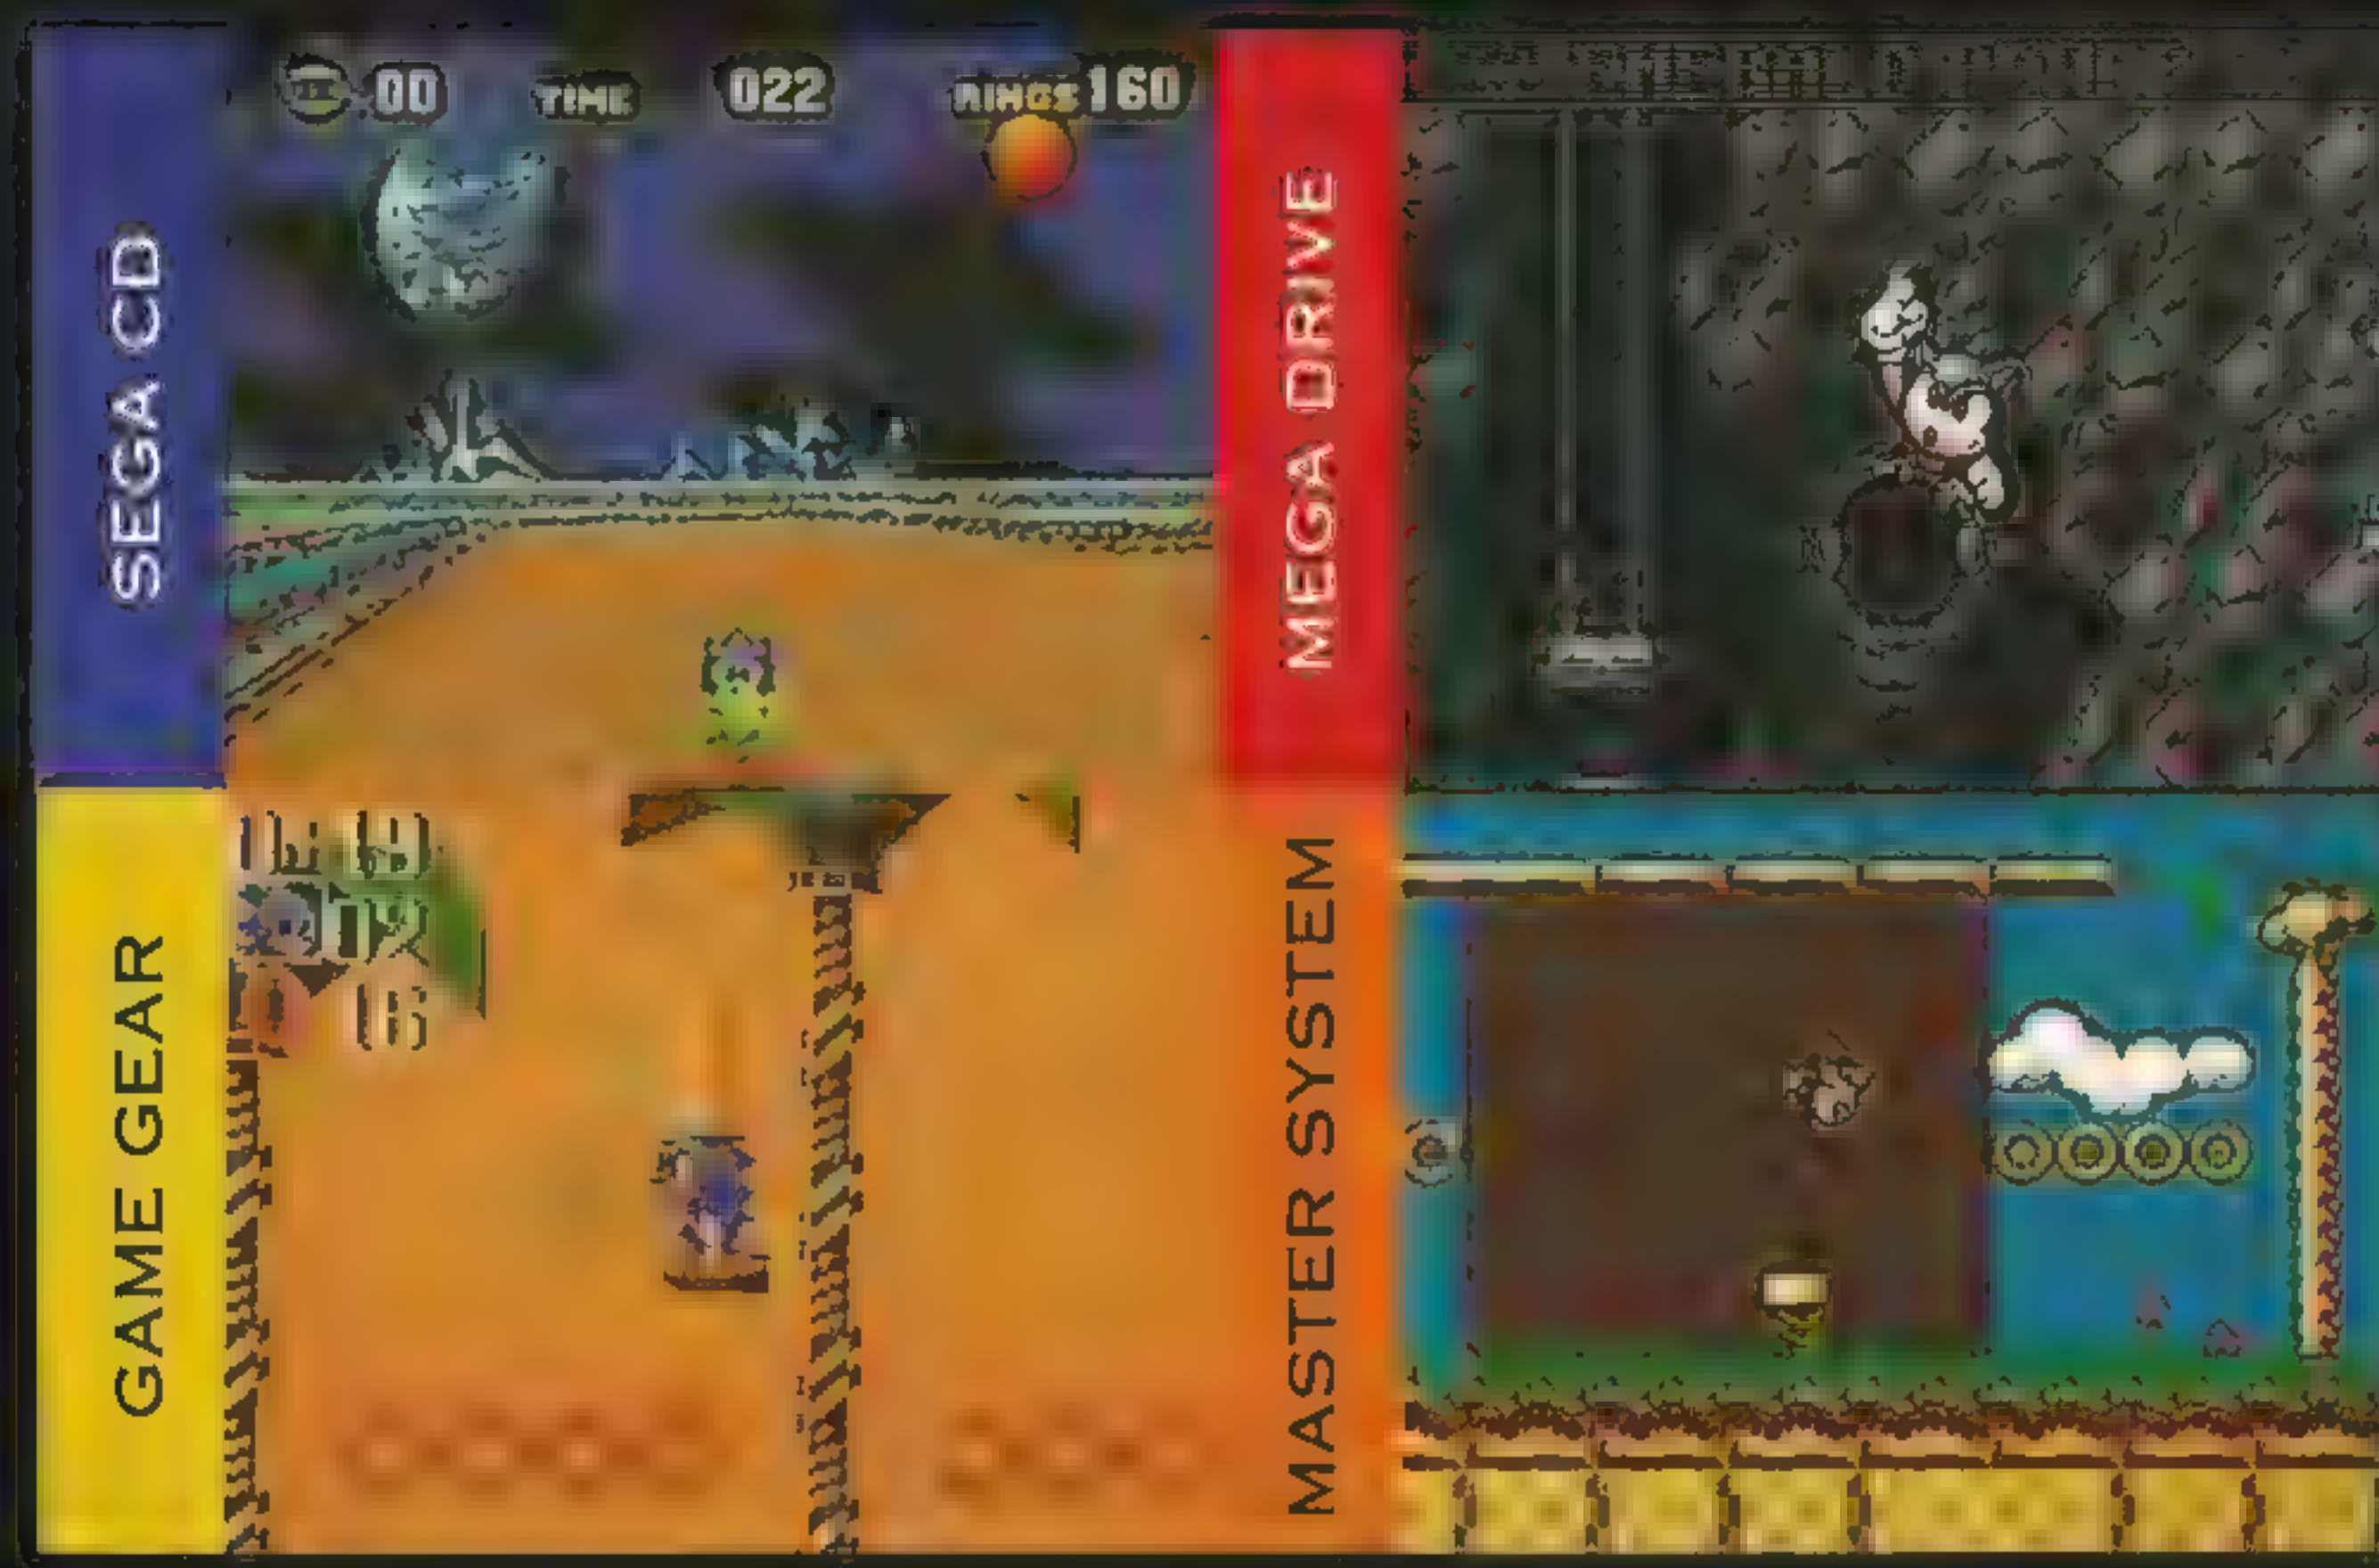 SEGA CD
00 TIME 022 RINGS 160
MEGA DRIVE
GAME GEAR
MASTER SYSTEM